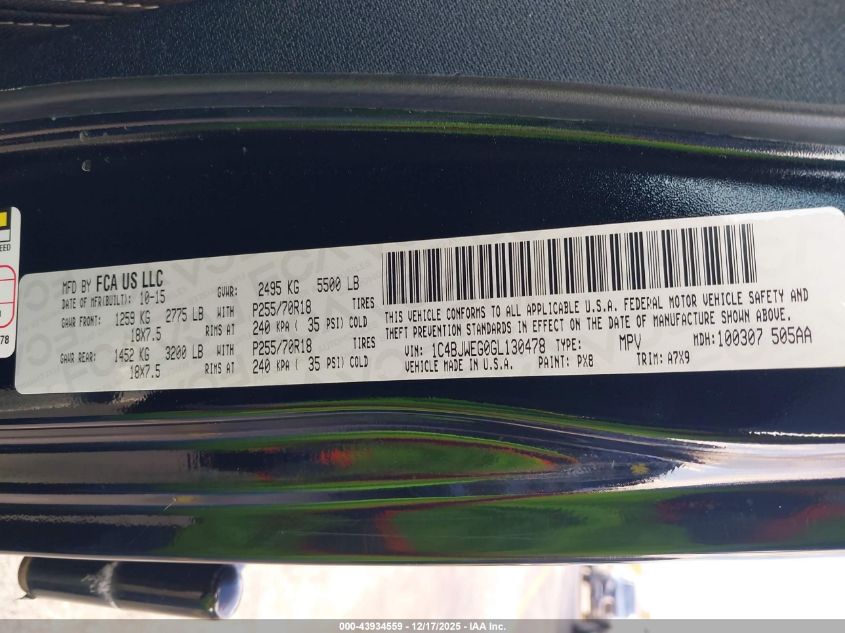 EED
478
MFD BY FCA US LLC
DATE OF MFR(BUILT): 10-15 GVWR: 2495 KG 5500 LB
GAWR FRONT: 1259 KG 2775 LB WITH P255/70R18 TIRES
18X7.5 RIMS AT 240 KPA ( 35 PSI) COLD
GAWR REAR: 1452 KG 3200 LB WITH P255/70R18 TIRES
18X7.5 RIMS AT 240 KPA ( 35 PSI) COLD
THIS VEHICLE CONFORMS TO ALL APPLICABLE U.S.A. FEDERAL MOTOR VEHICLE SAFETY AND
THEFT PREVENTION STANDARDS IN EFFECT ON THE DATE OF MANUFACTURE SHOWN ABOVE.
VIN: 1C4BJWEG0GL130478 TYPE: MPV MDH:100307 505AA
VEHICLE MADE IN U.S.A. PAINT: PX8 TRIM: A7X9
000-43934559 - 12/17/2025 - IAA Inc.